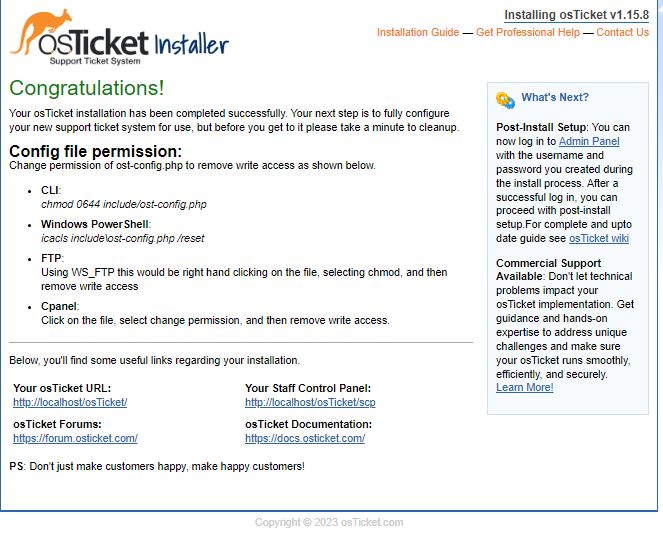 osTicket Installer
Support Ticket System
Installing osTicket v1.15.8
Installation Guide — Get Professional Help — Contact Us
Congratulations!
Your osTicket installation has been completed successfully. Your next step is to fully configure
your new support ticket system for use, but before you get to it please take a minute to cleanup.
Config file permission:
Change permission of ost-config.php to remove write access as shown below.
• CLI:
chmod 0644 include/ost-config.php
• Windows PowerShell:
icacls include\ost-config.php /reset
• FTP:
Using WS_FTP this would be right hand clicking on the file, selecting chmod, and then
remove write access
• Cpanel:
Click on the file, select change permission, and then remove write access.
Below, you'll find some useful links regarding your installation.
Your osTicket URL:
http://localhost/osTicket/
Your Staff Control Panel:
http://localhost/osTicket/scp
osTicket Forums:
https://forum.osticket.com/
osTicket Documentation:
https://docs.osticket.com/
PS: Don't just make customers happy, make happy customers!
What's Next?
Post-Install Setup: You can
now log in to Admin Panel
with the username and
password you created during
the install process. After a
successful log in, you can
proceed with post-install
setup.For complete and upto
date guide see osTicket wiki
Commercial Support
Available: Don't let technical
problems impact your
osTicket implementation. Get
guidance and hands-on
expertise to address unique
challenges and make sure
your osTicket runs smoothly,
efficiently, and securely.
Learn More!
Copyright © 2023 osTicket.com